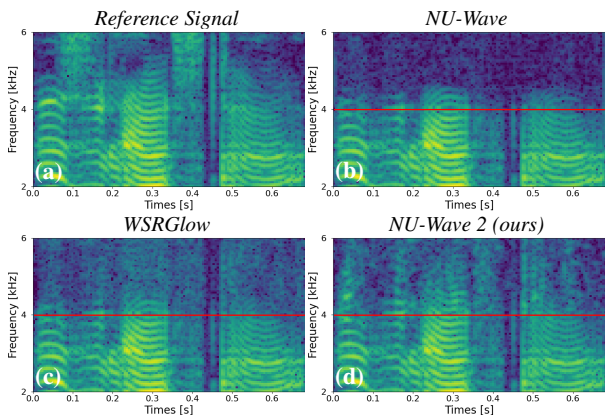 Reference Signal
NU-Wave
Frequency [kHz]
6
4
2
(a)
0.0 0.1 0.2 0.3 0.4 0.5 0.6
Times [s]
Frequency [kHz]
6
4
2
(b)
0.0 0.1 0.2 0.3 0.4 0.5 0.6
Times [s]
WSRGlow
NU-Wave 2 (ours)
Frequency [kHz]
6
4
2
(c)
0.0 0.1 0.2 0.3 0.4 0.5 0.6
Times [s]
Frequency [kHz]
6
4
2
(d)
0.0 0.1 0.2 0.3 0.4 0.5 0.6
Times [s]